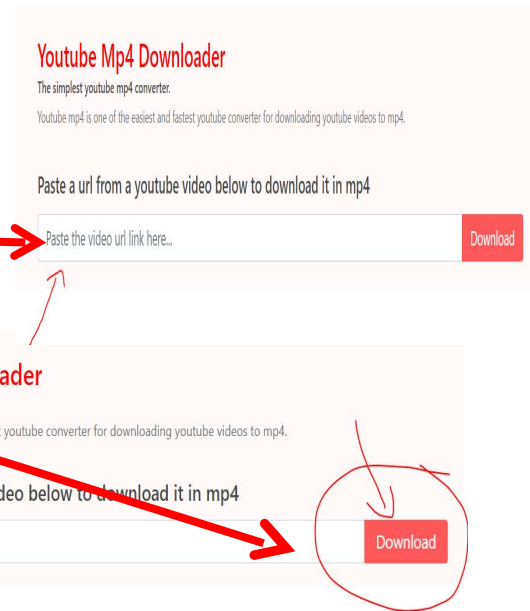 Youtube Mp4 Downloader
The simplest youtube mp4 converter.
Youtube mp4 is one of the easiest and fastest youtube converter for downloading youtube videos to mp4.
Paste a url from a youtube video below to download it in mp4
Paste the video url link here... Download
ader
youtube converter for downloading youtube videos to mp4.
deo below to download it in mp4
Download